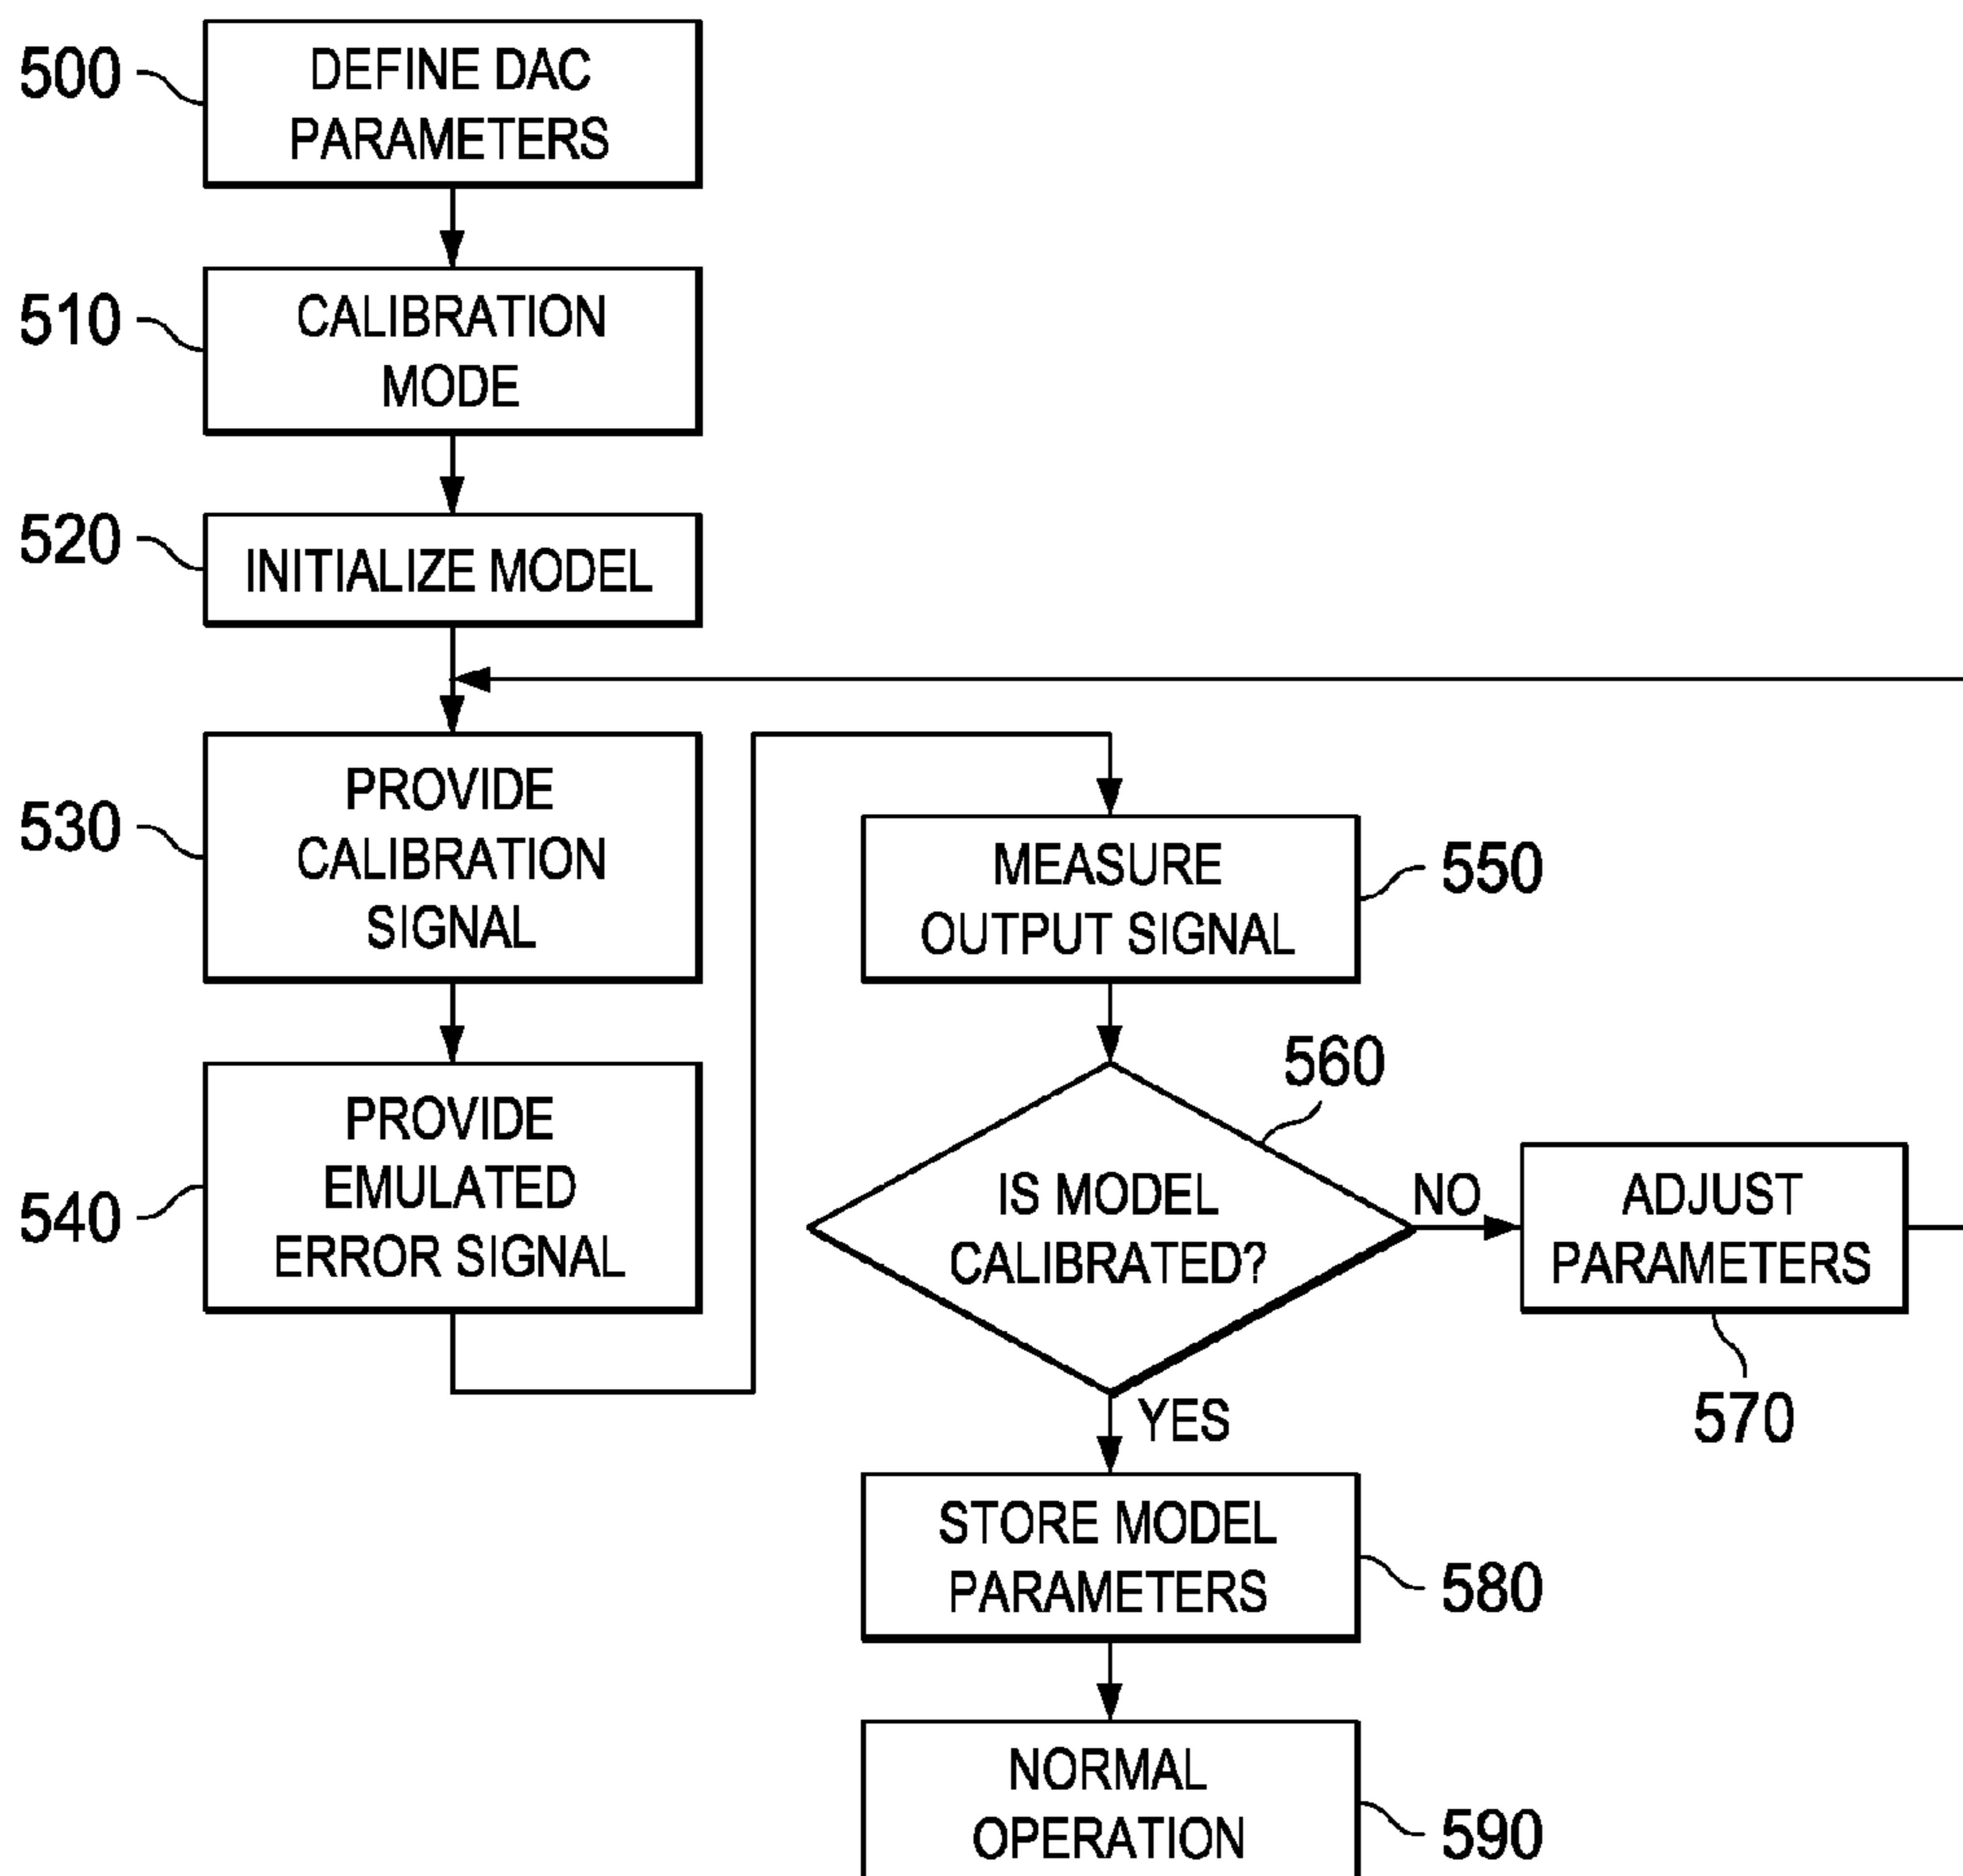 500
DEFINE DAC
PARAMETERS
510
CALIBRATION
MODE
520
INITIALIZE MODEL
530
PROVIDE
CALIBRATION
SIGNAL
540
PROVIDE
EMULATED
ERROR SIGNAL
MEASURE
OUTPUT SIGNAL
550
560
IS MODEL
CALIBRATED?
NO
ADJUST
PARAMETERS
570
YES
STORE MODEL
PARAMETERS
580
NORMAL
OPERATION
590